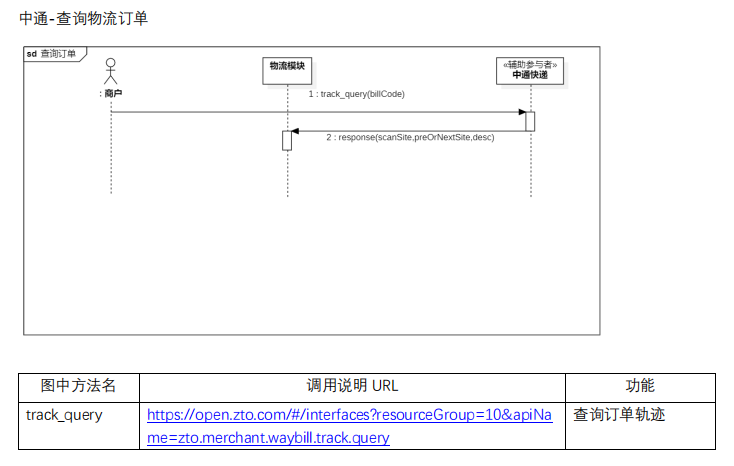 中通-查询物流订单
sd 查询订单
: 商户
物流模块
«辅助参与者»
中通快递
1 : track_query(billCode)
2 : response(scanSite,preOrNextSite,desc)
图中方法名 调用说明 URL 功能
track_query https://open.zto.com/#/interfaces?resourceGroup=10&apiNa 查询订单轨迹
me=zto.merchant.waybill.track.query